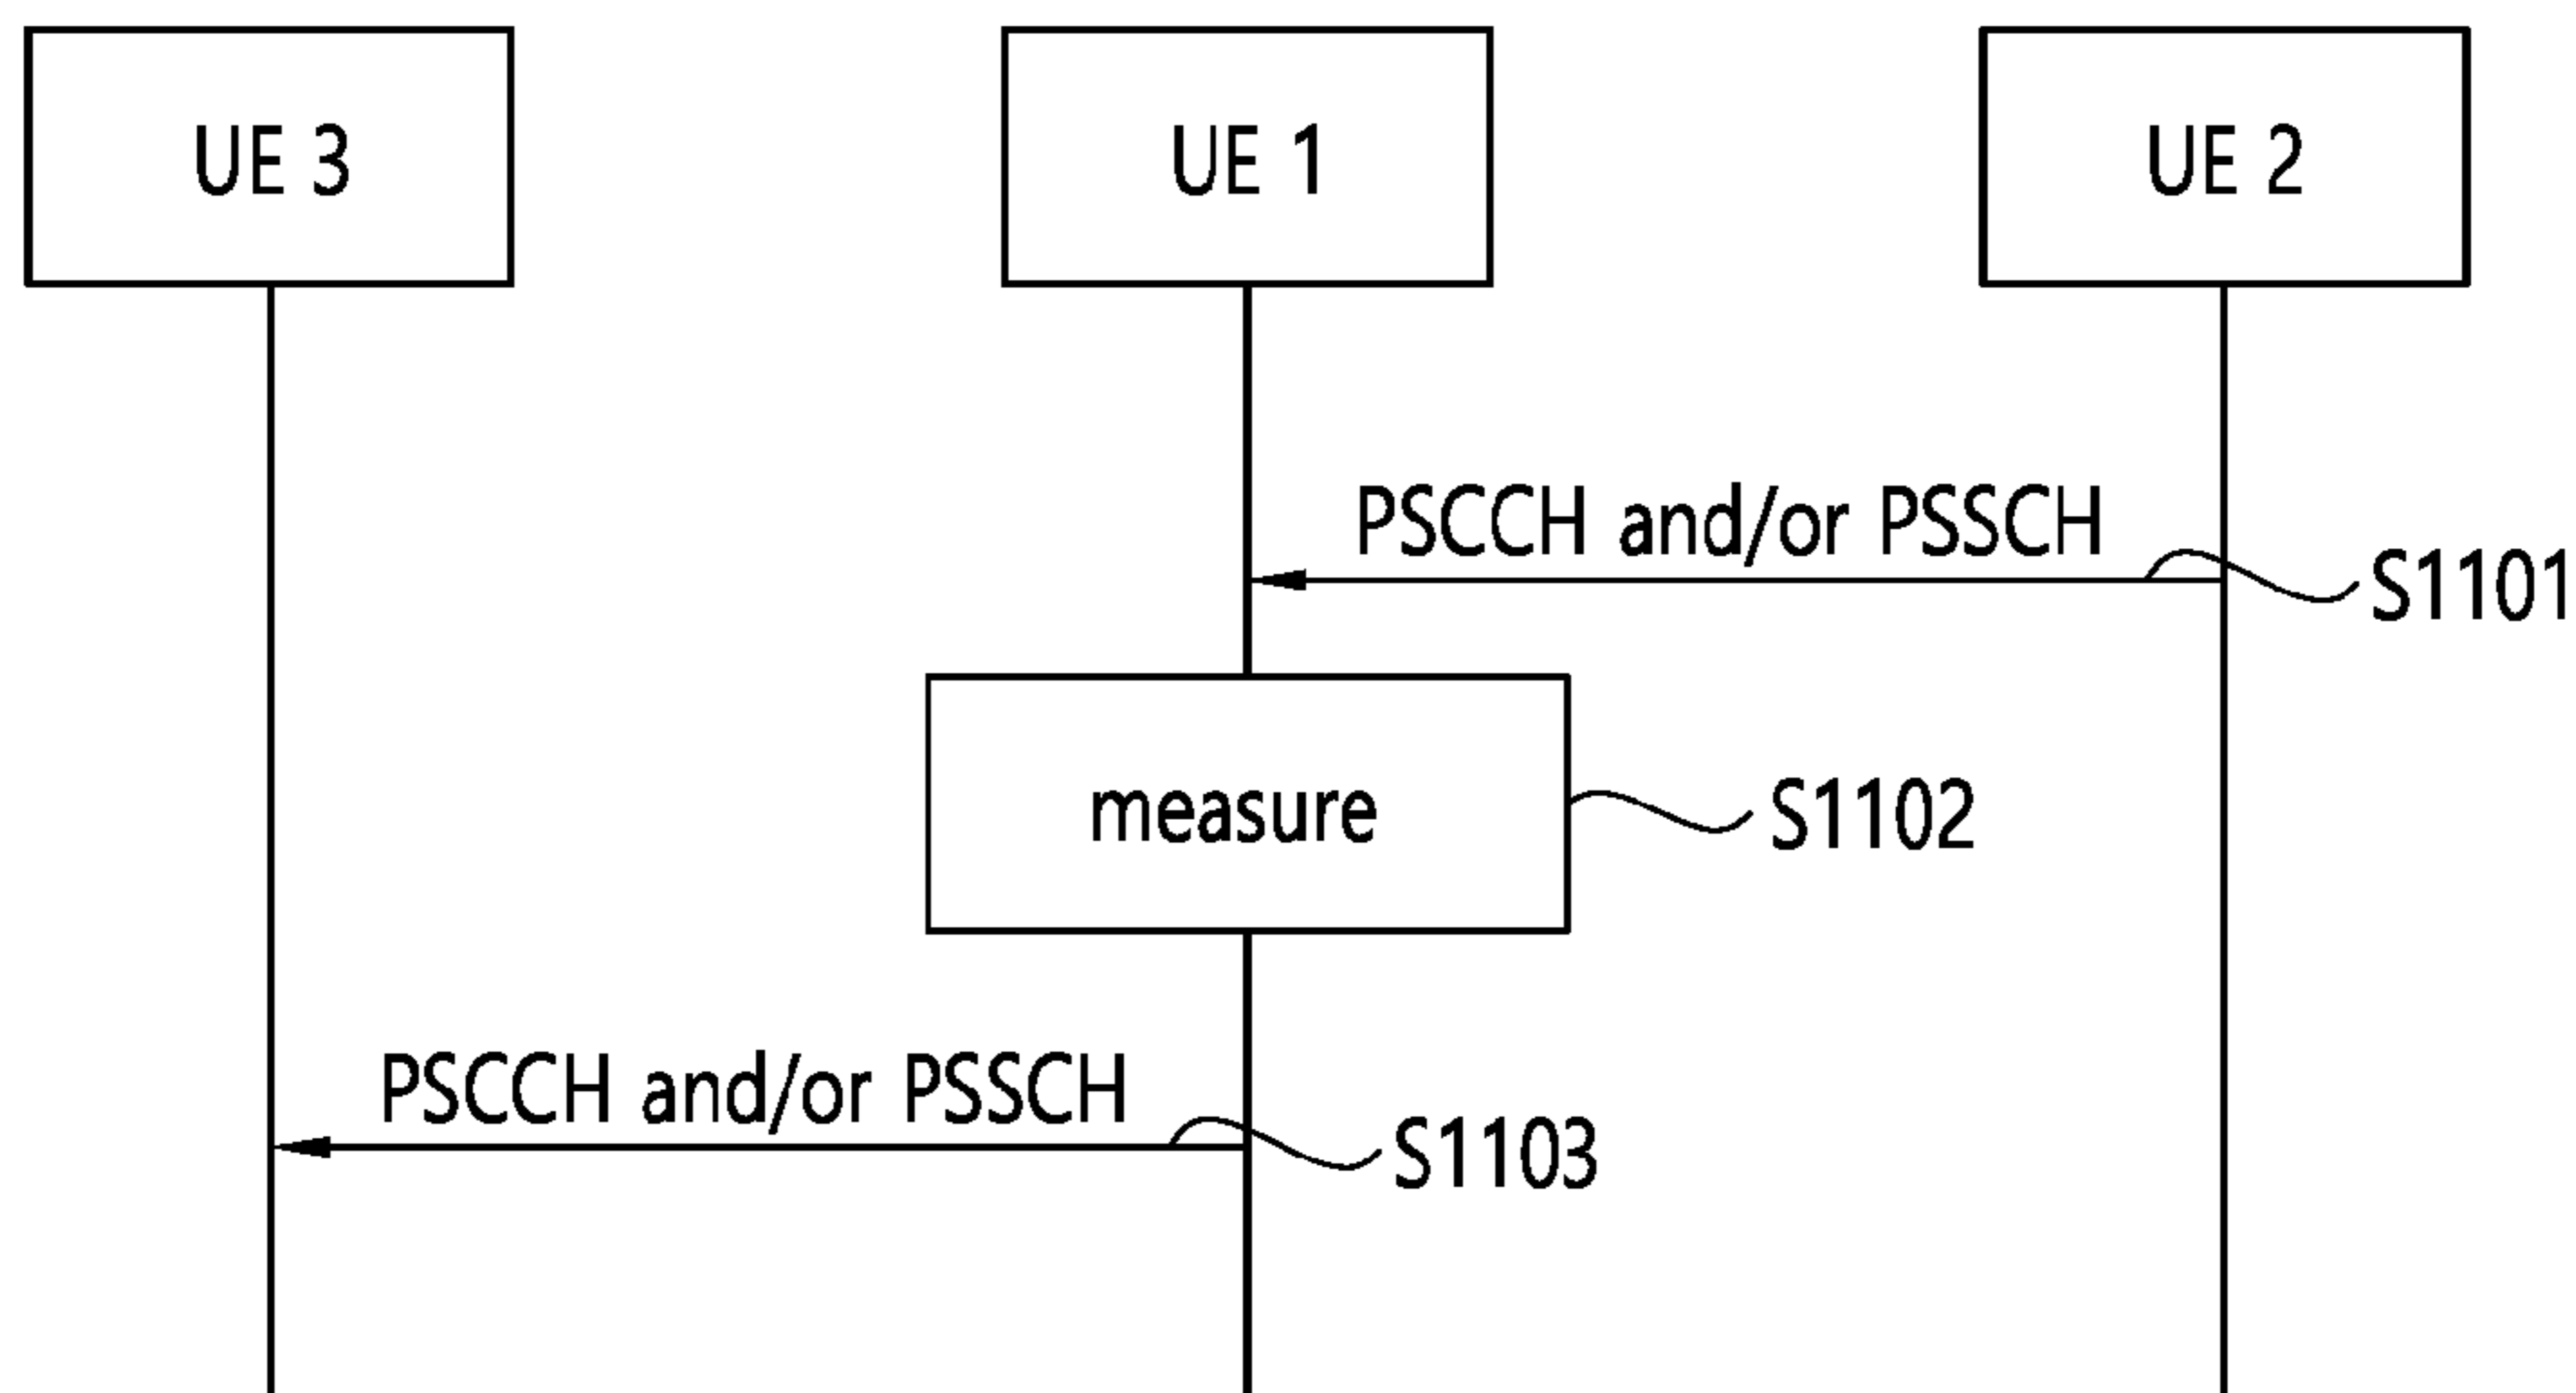 UE 3
UE 1
UE 2
PSCCH and/or PSSCH
S1101
measure
S1102
PSCCH and/or PSSCH
S1103